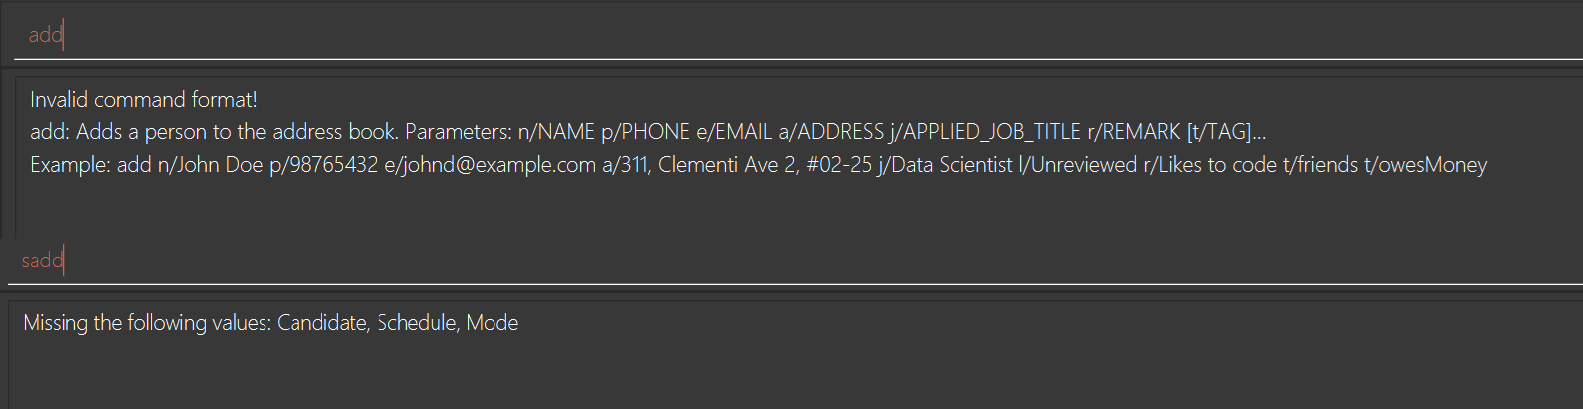 add
Invalid command format!
add: Adds a person to the address book. Parameters: n/NAME p/PHONE e/EMAIL a/ADDRESS j/APPLIED_JOB_TITLE r/REMARK [t/TAG]...
Example: add n/John Doe p/98765432 e/johnd@example.com a/311, Clementi Ave 2, #02-25 j/Data Scientist l/Unreviewed r/Likes to code t/friends t/owesMoney
sadd
Missing the following values: Candidate, Schedule, Mode